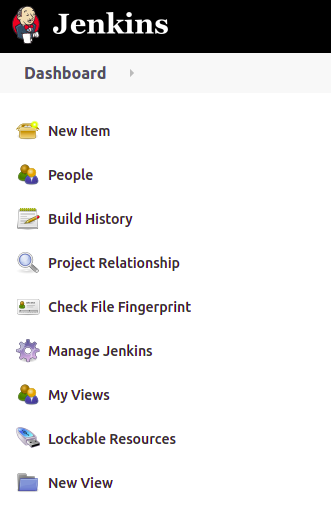 Jenkins
Dashboard
New Item
People
Build History
Project Relationship
Check File Fingerprint
Manage Jenkins
My Views
Lockable Resources
New View